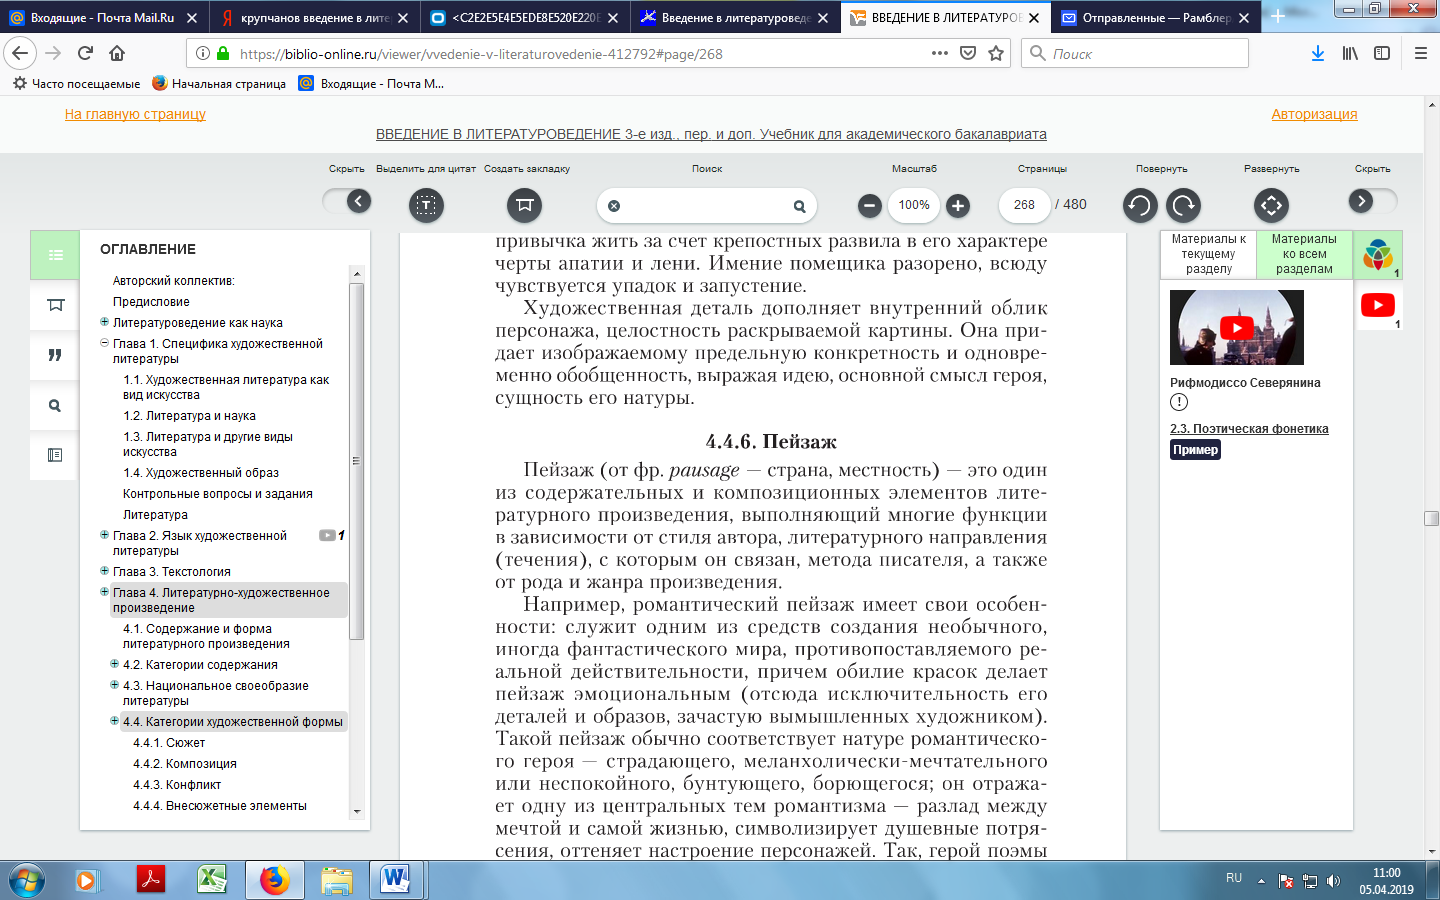 Входящие - Почта Mail.Ru
крупчанов введение в лите
<C2E2E5E4E5EDE8E520E220E
Введение в литературоведе
ВВЕДЕНИЕ В ЛИТЕРАТУРОВ
Отправленные — Рамблер
https://biblio-online.ru/viewer/vvedenie-v-literaturovedenie-412792#page/268
Поиск
Часто посещаемые
Начальная страница
Входящие - Почта М...
На главную страницу
Авторизация
ВВЕДЕНИЕ В ЛИТЕРАТУРОВЕДЕНИЕ 3-е изд., пер. и доп. Учебник для академического бакалавриата
Скрыть
Выделить для цитат
Создать закладку
Поиск
Масштаб
Страницы
Повернуть
Развернуть
Скрыть
100%
268 / 480
ОГЛАВЛЕНИЕ
Авторский коллектив:
Предисловие
Литературоведение как наука
Глава 1. Специфика художественной
литературы
1.1. Художественная литература как
вид искусства
1.2. Литература и наука
1.3. Литература и другие виды
искусства
1.4. Художественный образ
Контрольные вопросы и задания
Литература
Глава 2. Язык художественной
литературы
1
Глава 3. Текстология
Глава 4. Литературно-художественное
произведение
4.1. Содержание и форма
литературного произведения
4.2. Категории содержания
4.3. Национальное своеобразие
литературы
4.4. Категории художественной формы
4.4.1. Сюжет
4.4.2. Композиция
4.4.3. Конфликт
4.4.4. Внесюжетные элементы
привычка жить за счет крепостных развила в его характере
черты апатии и лени. Имение помещика разорено, всюду
чувствуется упадок и запустение.
Художественная деталь дополняет внутренний облик
персонажа, целостность раскрываемой картины. Она при-
дает изображаемому предельную конкретность и одновре-
менно обобщенность, выражая идею, основной смысл героя,
сущность его натуры.
4.4.6. Пейзаж
Пейзаж (от фр. pausage — страна, местность) — это один
из содержательных и композиционных элементов лите-
ратурного произведения, выполняющий многие функции
в зависимости от стиля автора, литературного направления
(течения), с которым он связан, метода писателя, а также
от рода и жанра произведения.
Например, романтический пейзаж имеет свои особен-
ности: служит одним из средств создания необычного,
иногда фантастического мира, противопоставляемого ре-
альной действительности, причем обилие красок делает
пейзаж эмоциональным (отсюда исключительность его
деталей и образов, зачастую вымышленных художником).
Такой пейзаж обычно соответствует натуре романтическо-
го героя — страдающего, меланхолически-мечтательного
или неспокойного, бунтующего, борющегося; он отража-
ет одну из центральных тем романтизма — разлад между
мечтой и самой жизнью, символизирует душевные потря-
сения, оттеняет настроение персонажей. Так, герой поэмы
Материалы к
текущему
разделу
Материалы
ко всем
разделам
1
1
Рифмодиссо Северянина
2.3. Поэтическая фонетика
Пример
RU
11:00
05.04.2019